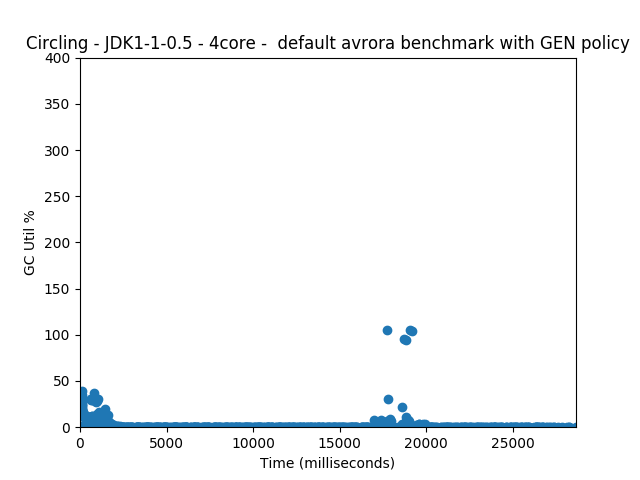 Circling - JDK1-1-0.5 - 4core -  default avrora benchmark with GEN policy
400
350
300
250
200
150
100
50
0
GC Util %
0 5000 10000 15000 20000 25000
Time (milliseconds)